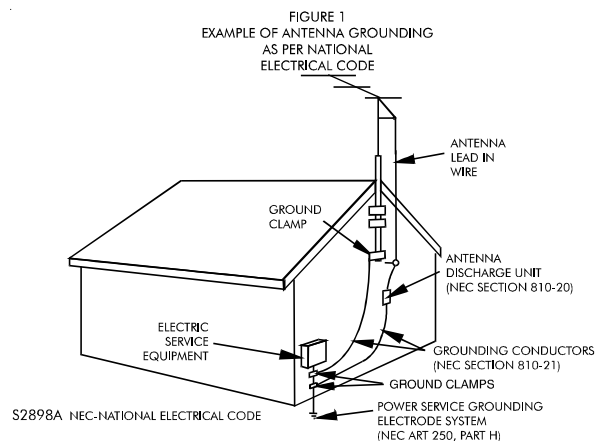 FIGURE 1
EXAMPLE OF ANTENNA GROUNDING
AS PER NATIONAL
ELECTRICAL CODE
ANTENNA
LEAD IN
WIRE
GROUND
CLAMP
ANTENNA
DISCHARGE UNIT
(NEC SECTION 810-20)
ELECTRIC
SERVICE
EQUIPMENT
GROUNDING CONDUCTORS
(NEC SECTION 810-21)
GROUND CLAMPS
POWER SERVICE GROUNDING
ELECTRODE SYSTEM
(NEC ART 250, PART H)
S2898A NEC-NATIONAL ELECTRICAL CODE